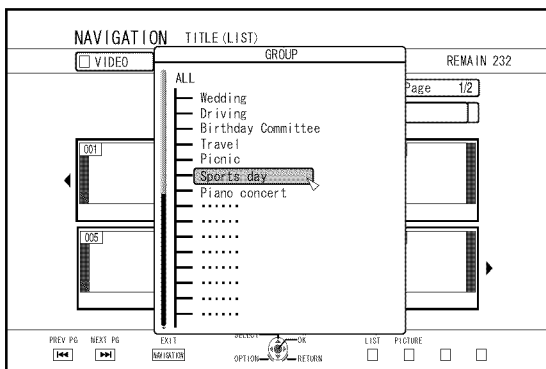 NAVIGATION TITLE(LIST)
VIDEO
GROUP
REMAIN 232
ALL
Page 1/2
Wedding
Driving
Birthday Committee
Travel
Picnic
Sports day
Piano concert
......
......
......
......
......
......
......
......
001
005
PREV PG NEXT PG EXIT OK LIST PICTURE
NAVIGATION
OPTION RETURN